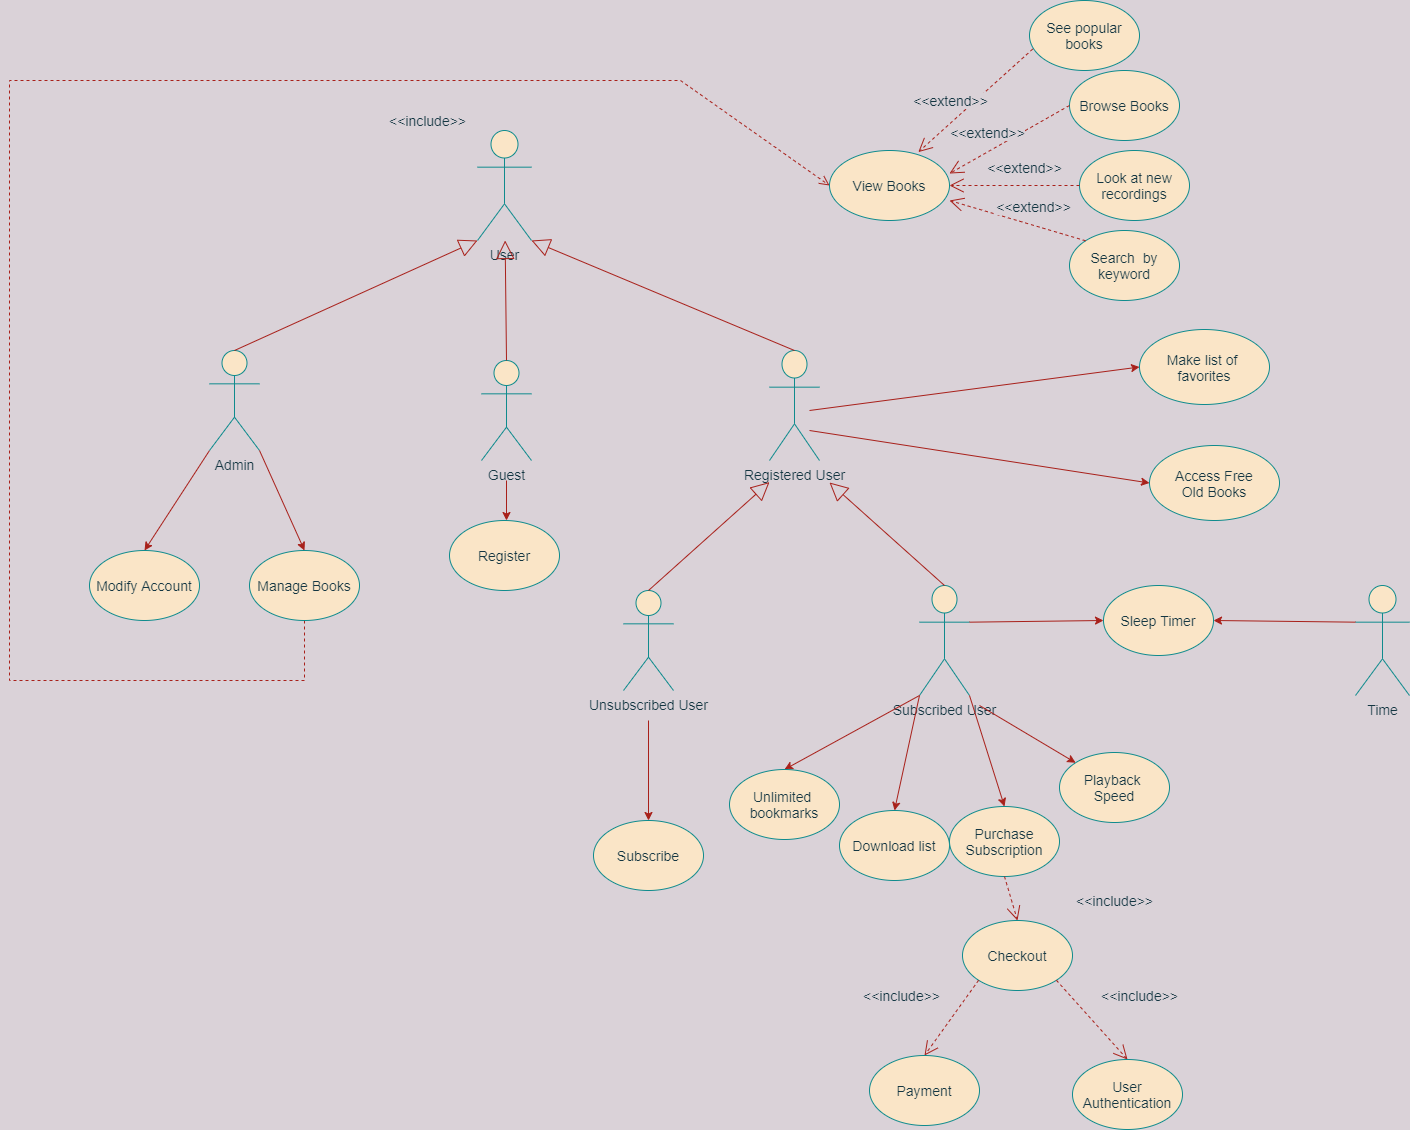 See popular
books
<<extend>>
Browse Books
<<include>>
<<extend>>
View Books
<<extend>>
Look at new
recordings
<<extend>>
User
Search  by
keyword
Make list of
favorites
Admin
Guest
Registered User
Access Free
Old Books
Register
Modify Account
Manage Books
Sleep Timer
Unsubscribed User
Subscribed User
Time
Playback
Speed
Unlimited
bookmarks
Download list
Purchase
Subscription
Subscribe
<<include>>
Checkout
<<include>>
<<include>>
Payment
User
Authentication